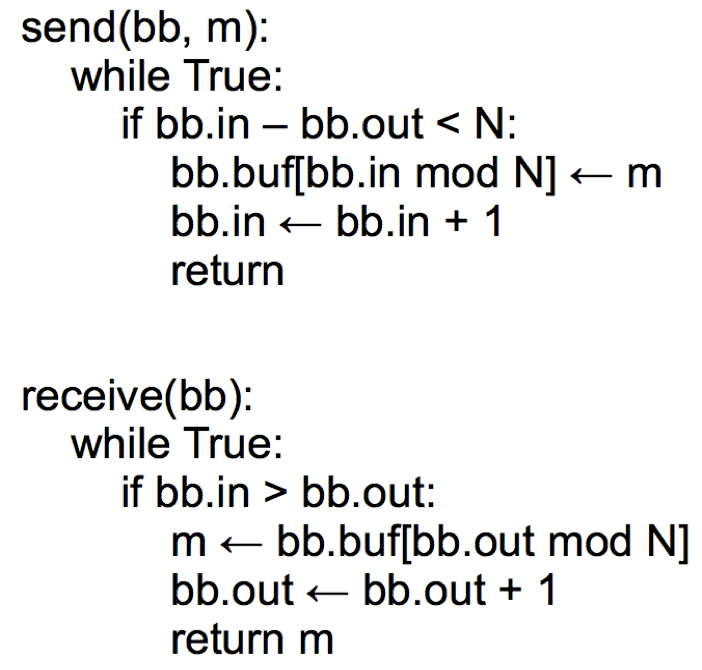 send(bb, m):
while True:
if bb.in – bb.out < N:
bb.buf[bb.in mod N] ← m
bb.in ← bb.in + 1
return
receive(bb):
while True:
if bb.in > bb.out:
m ← bb.buf[bb.out mod N]
bb.out ← bb.out + 1
return m